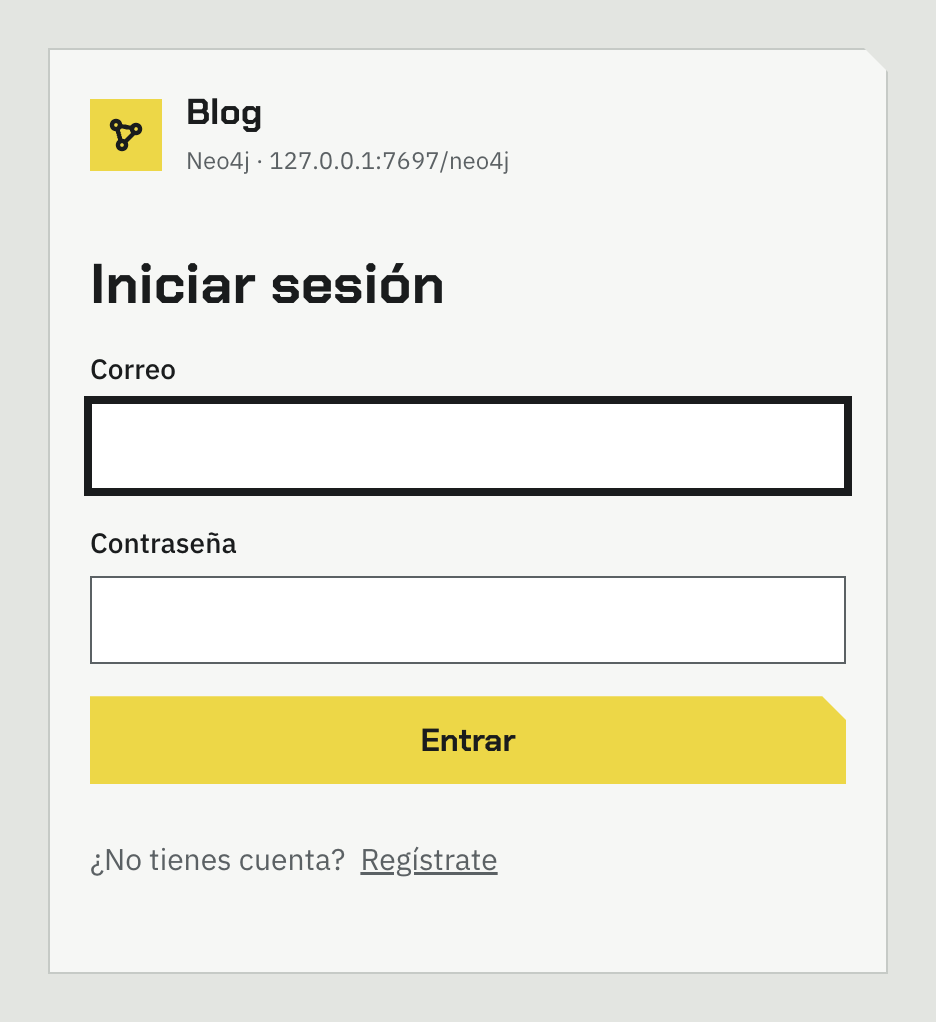 Blog
Neo4j · 127.0.0.1:7697/neo4j
Iniciar sesión
Correo
Contraseña
Entrar
¿No tienes cuenta? Regístrate